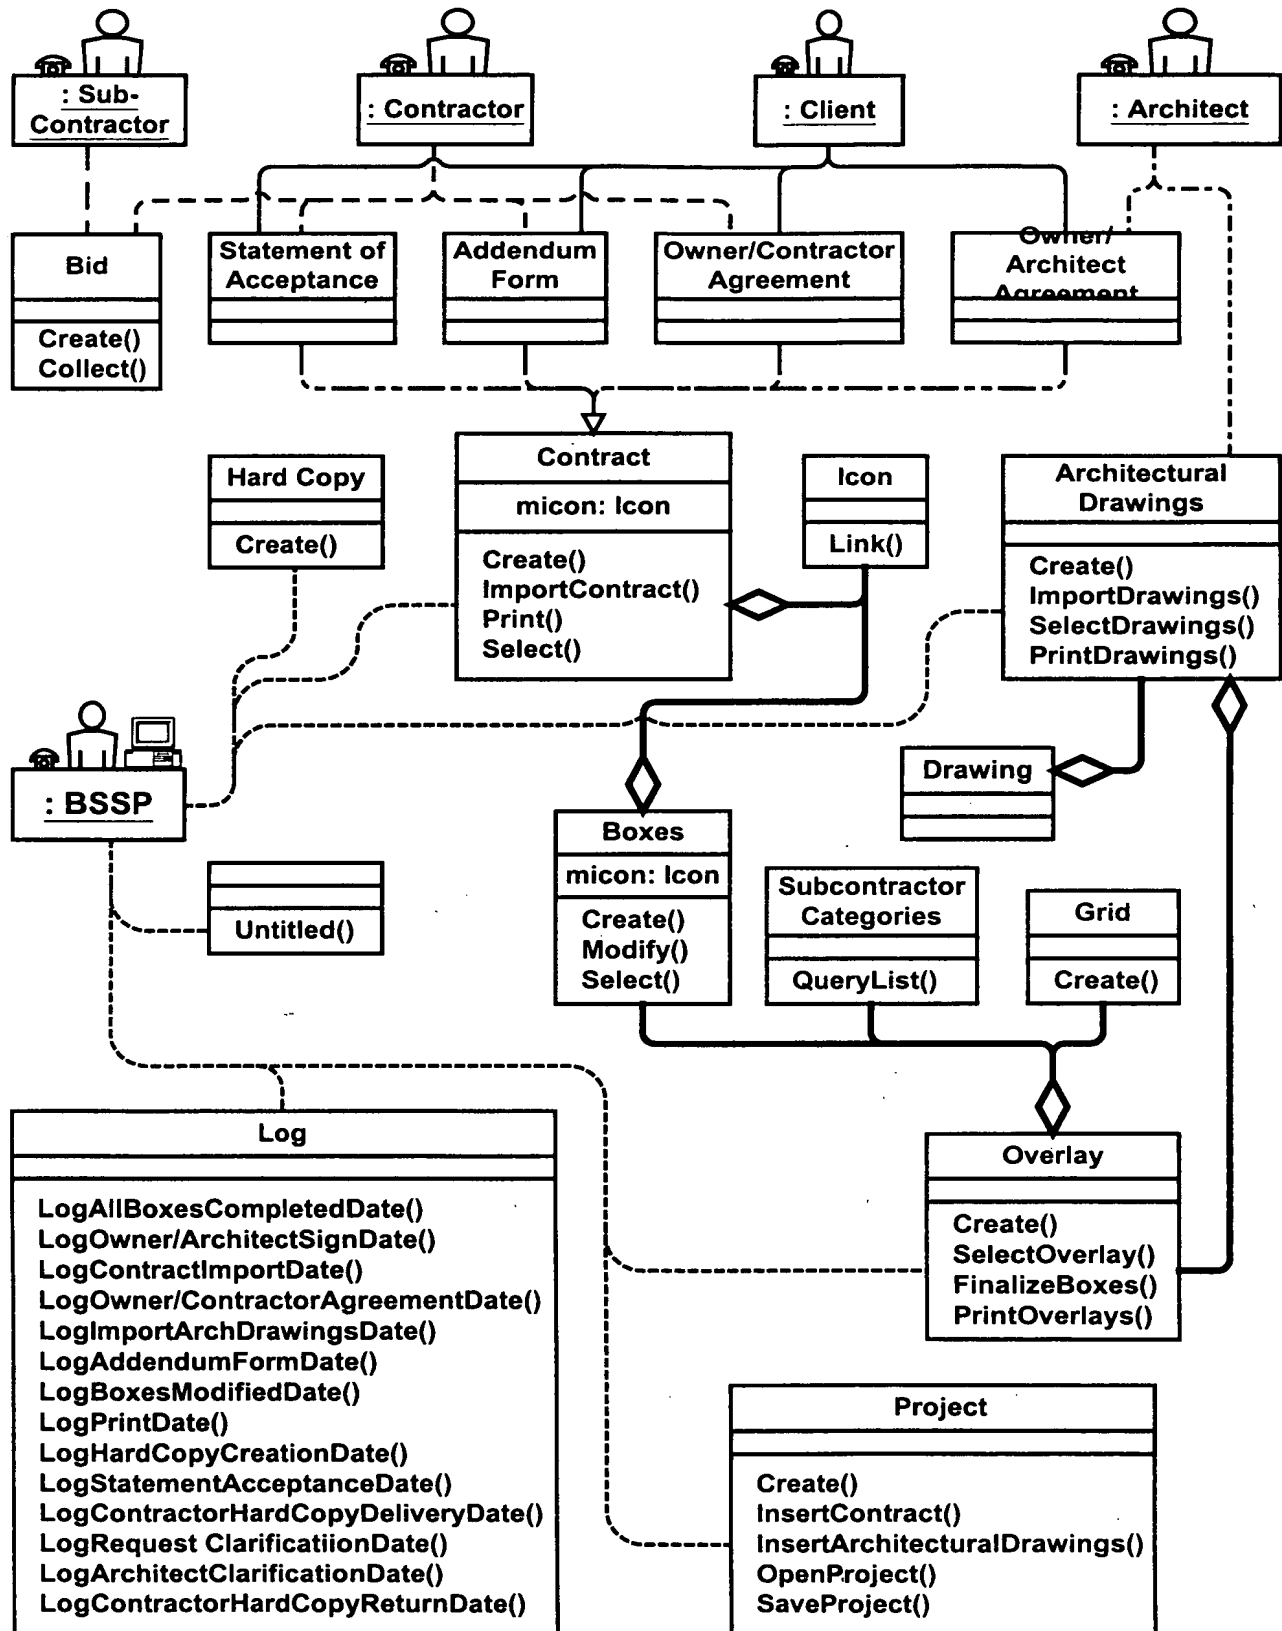 : Sub-
Contractor
: Contractor
: Client
: Architect
Bid
Create()
Collect()
Statement of
Acceptance
Addendum
Form
Owner/Contractor
Agreement
Owner/
Architect
Agreement
Hard Copy
Create()
Contract
micon: Icon
Create()
ImportContract()
Print()
Select()
Icon
Link()
Architectural
Drawings
Create()
ImportDrawings()
SelectDrawings()
PrintDrawings()
: BSSP
Drawing
Untitled()
Boxes
micon: Icon
Create()
Modify()
Select()
Subcontractor
Categories
QueryList()
Grid
Create()
Log
LogAllBoxesCompletedDate()
LogOwner/ArchitectSignDate()
LogContractImportDate()
LogOwner/ContractorAgreementDate()
LogImportArchDrawingsDate()
LogAddendumFormDate()
LogBoxesModifiedDate()
LogPrintDate()
LogHardCopyCreationDate()
LogStatementAcceptanceDate()
LogContractorHardCopyDeliveryDate()
LogRequest ClarificatiionDate()
LogArchitectClarificationDate()
LogContractorHardCopyReturnDate()
Overlay
Create()
SelectOverlay()
FinalizeBoxes()
PrintOverlays()
Project
Create()
InsertContract()
InsertArchitecturalDrawings()
OpenProject()
SaveProject()